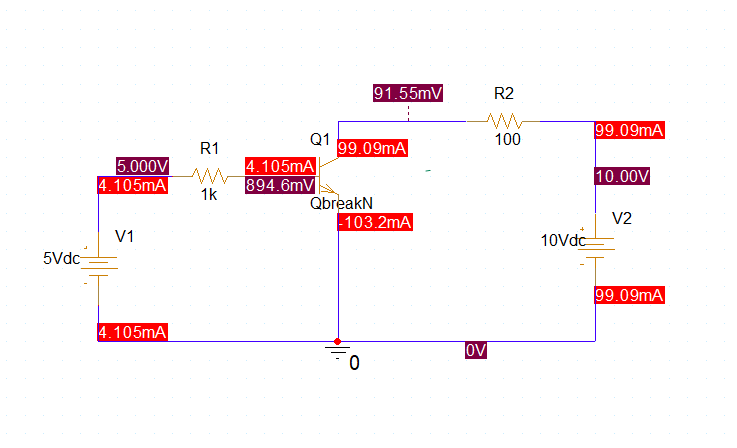 91.55mV
R2
Q1
99.09mA
99.09mA
100
R1
5.000V
4.105mA
4.105mA
894.6mV
10.00V
1k
QbreakN
-103.2mA
V2
V1
10Vdc
5Vdc
99.09mA
4.105mA
0V
0